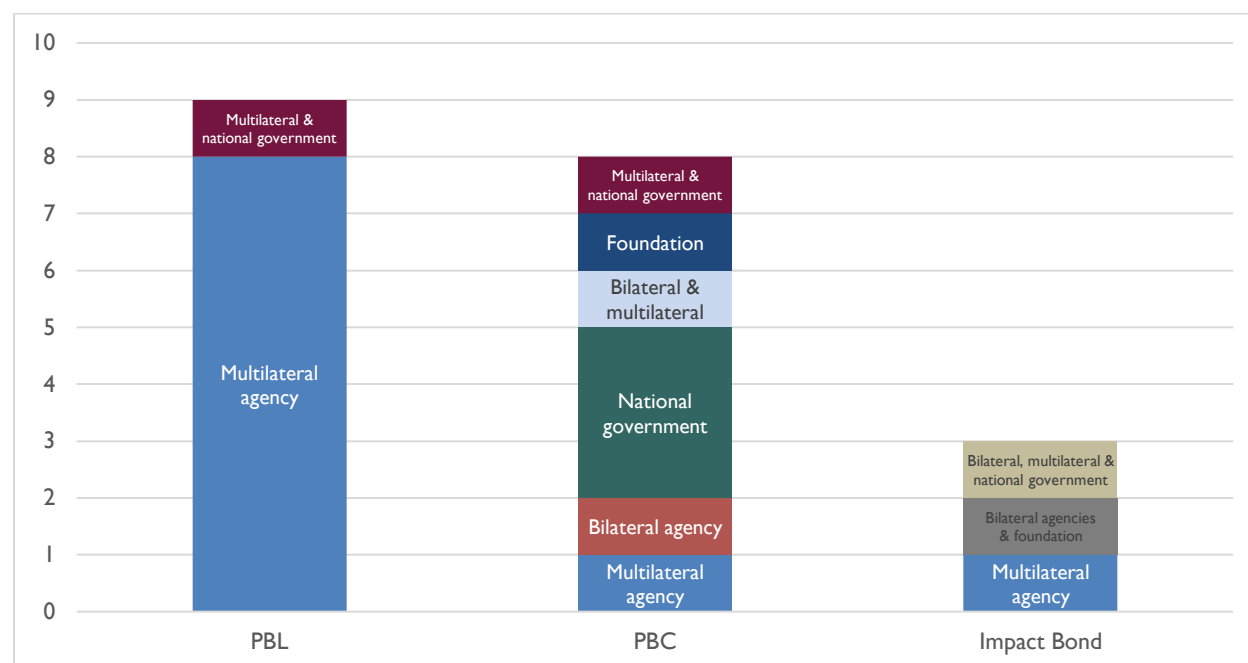 10
9
8
7
6
5
4
3
2
1
0
Multilateral &
national government
Multilateral
agency
Multilateral &
national government
Foundation
Bilateral &
multilateral
National
government
Bilateral agency
Multilateral
agency
Bilateral, multilateral &
national government
Bilateral agencies
& foundation
Multilateral
agency
PBL
PBC
Impact Bond